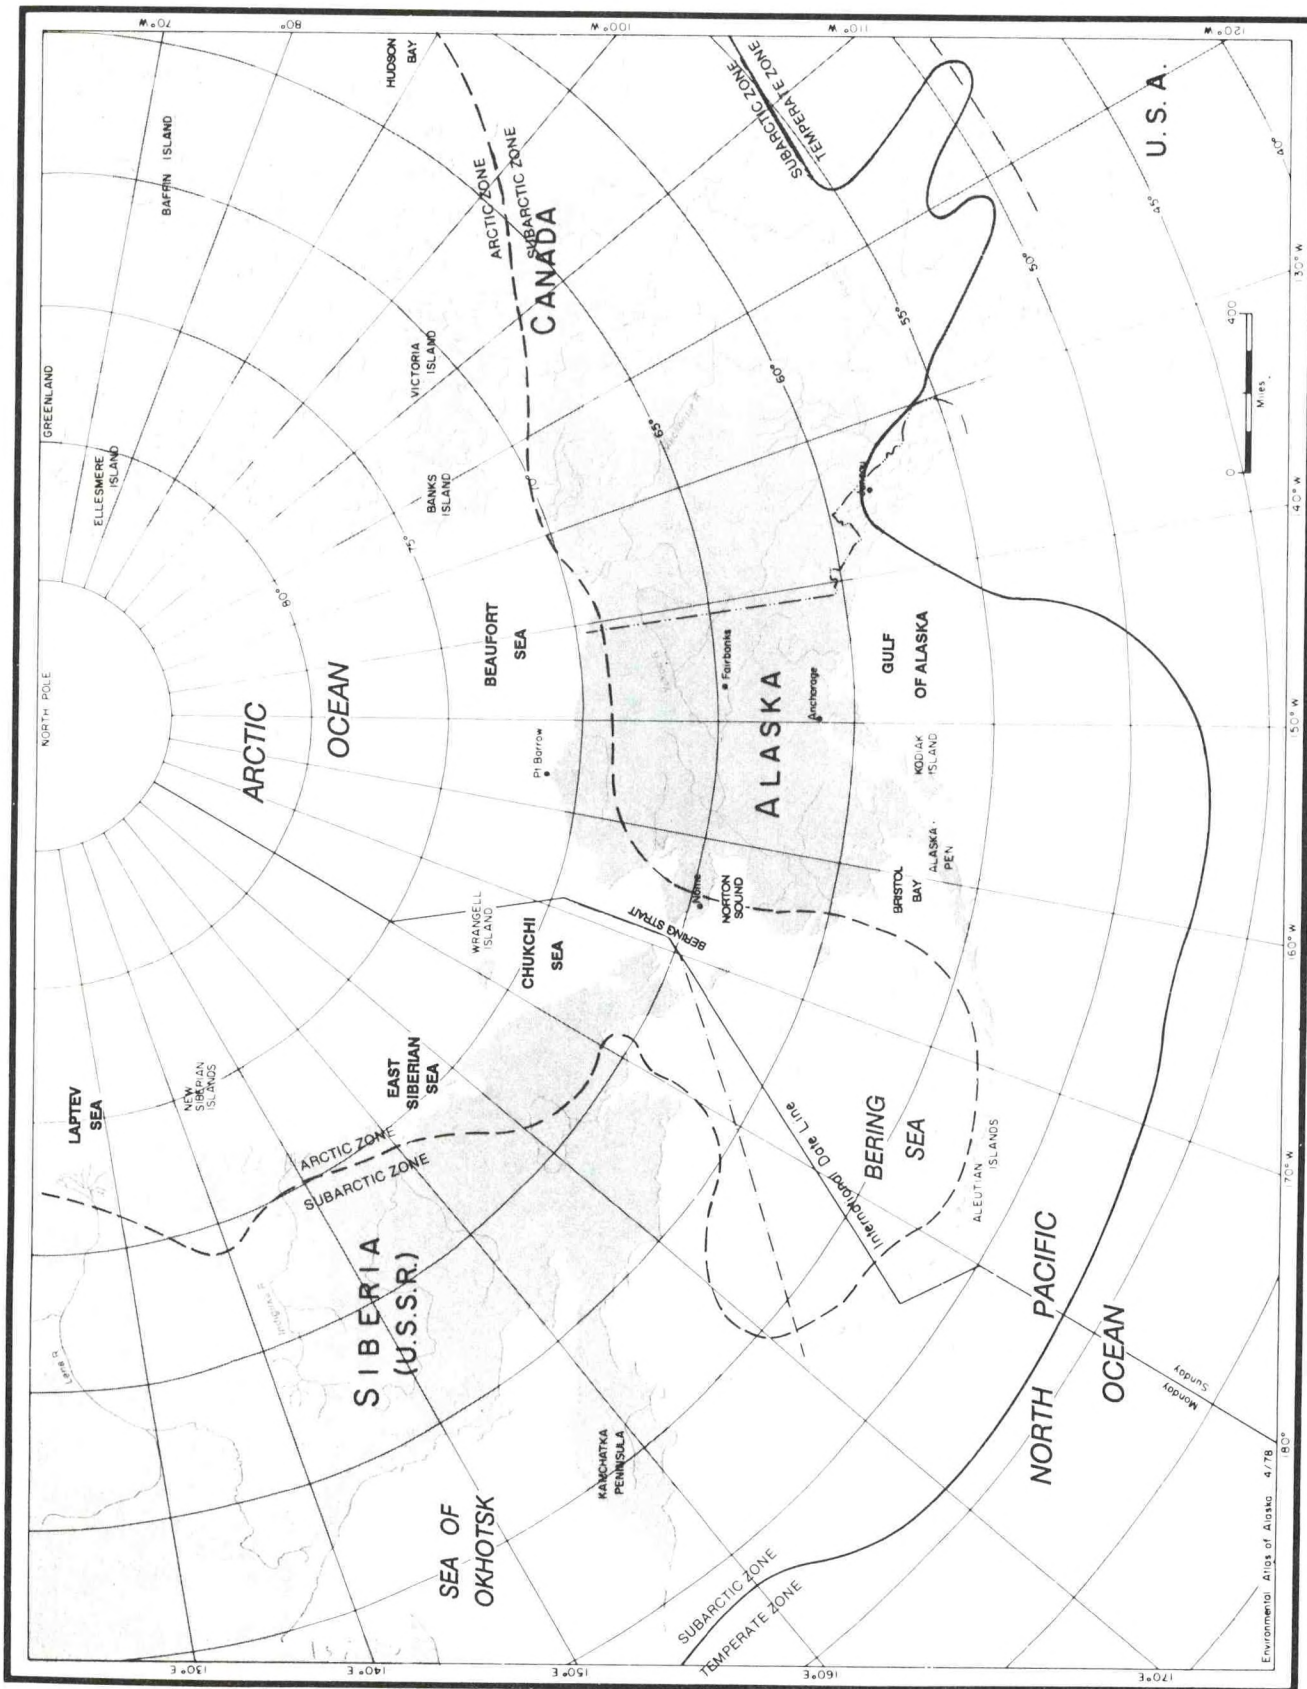 NORTH POLE
GREENLAND
ELLESMERE
ISLAND
BAFFIN ISLAND
70° W
80°
HUDSON
BAY
100° W
110° W
120° W
ARCTIC
OCEAN
80°
75°
70°
65°
60°
55°
50°
45°
40°
BANKS
ISLAND
VICTORIA
ISLAND
ARCTIC ZONE
SUBARCTIC ZONE
CANADA
SUBARCTIC ZONE
TEMPERATE ZONE
U. S. A.
BEAUFORT
SEA
Pt Barrow
Mackenzie R
Yukon
Fairbanks
ALASKA
Anchorage
Juneau
GULF
OF ALASKA
KODIAK
ISLAND
ALASKA
PEN
BRISTOL
BAY
Nome
NORTON
SOUND
BERING STRAIT
WRANGELL
ISLAND
CHUKCHI
SEA
LAPTEV
SEA
NEW
SIBERIAN
ISLANDS
EAST
SIBERIAN
SEA
ARCTIC ZONE
SUBARCTIC ZONE
Lena R
Indigirka R
SIBERIA
(U.S.S.R.)
SEA OF
OKHOTSK
KAMCHATKA
PENINSULA
International Date Line
BERING
SEA
ALEUTIAN
ISLANDS
NORTH PACIFIC
OCEAN
Monday
Sunday
SUBARCTIC ZONE
TEMPERATE ZONE
0
400
Miles
130° E
140° E
150° E
160° E
170° E
180°
170° W
160° W
150° W
140° W
130° W
Environmental Atlas of Alaska 4/78